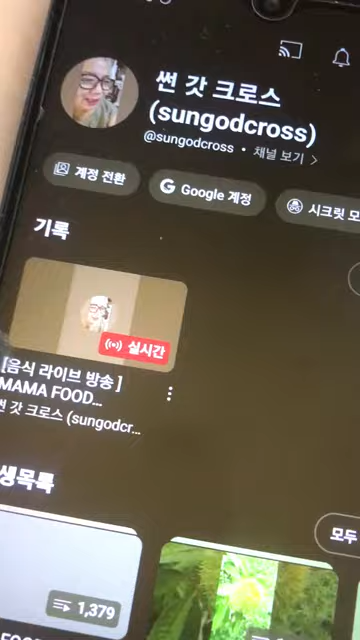 썬 갓 크로스
(sungodcross)
@sungodcross • 채널 보기 >
계정 전환
G Google 계정
시크릿 모
기록
실시간
[음식 라이브 방송 ]
MAMA FOOD...
썬 갓 크로스 (sungodcr...
생목록
모두
1,379